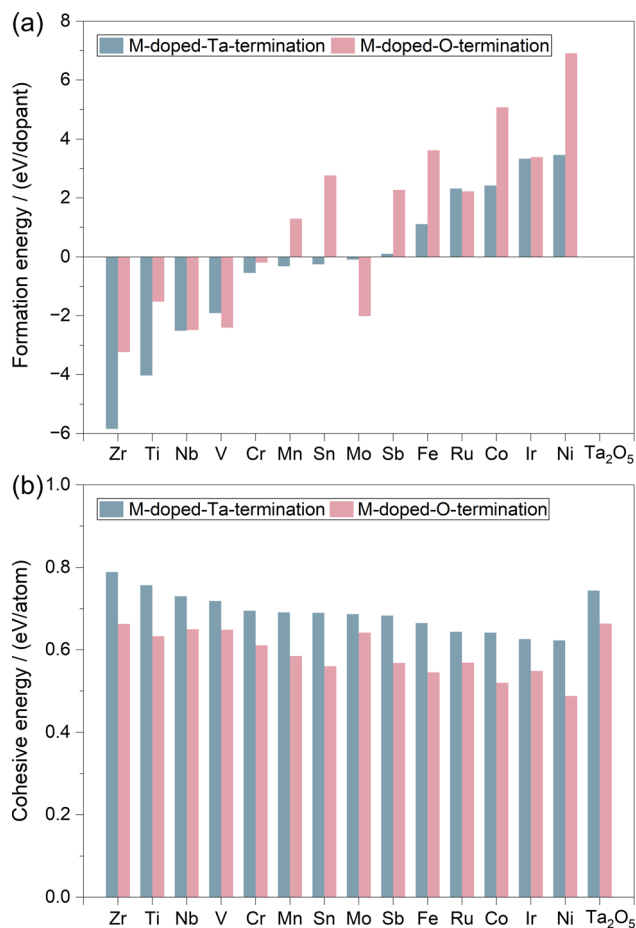 (a)
8
6
4
2
0
−2
−4
−6
Formation energy / (eV/dopant)
M-doped-Ta-termination M-doped-O-termination
Zr Ti Nb V Cr Mn Sn Mo Sb Fe Ru Co Ir Ni Ta₂O₅
(b)
1.0
0.8
0.6
0.4
0.2
0.0
Cohesive energy / (eV/atom)
M-doped-Ta-termination M-doped-O-termination
Zr Ti Nb V Cr Mn Sn Mo Sb Fe Ru Co Ir Ni Ta₂O₅